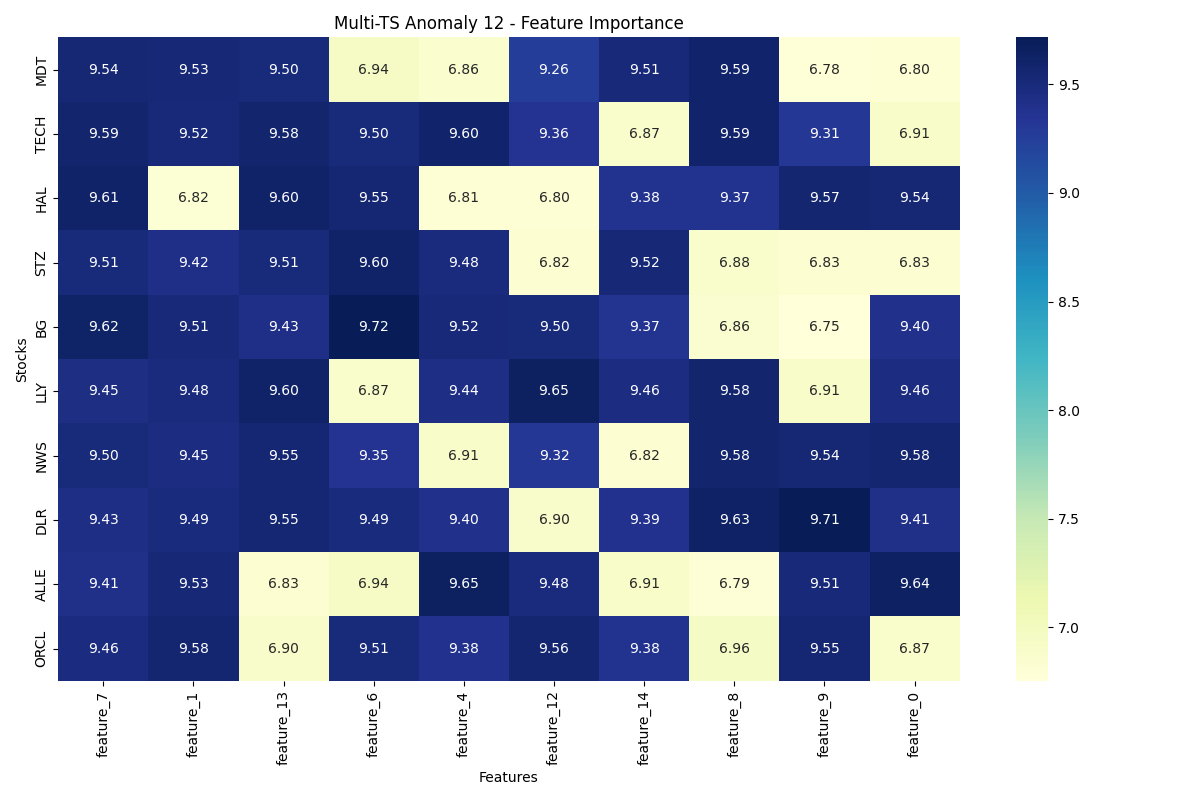 Multi-TS Anomaly 12 - Feature Importance
Stocks
MDT 9.54 9.53 9.50 6.94 6.86 9.26 9.51 9.59 6.78 6.80
TECH 9.59 9.52 9.58 9.50 9.60 9.36 6.87 9.59 9.31 6.91
HAL 9.61 6.82 9.60 9.55 6.81 6.80 9.38 9.37 9.57 9.54
STZ 9.51 9.42 9.51 9.60 9.48 6.82 9.52 6.88 6.83 6.83
BG 9.62 9.51 9.43 9.72 9.52 9.50 9.37 6.86 6.75 9.40
LLY 9.45 9.48 9.60 6.87 9.44 9.65 9.46 9.58 6.91 9.46
NWS 9.50 9.45 9.55 9.35 6.91 9.32 6.82 9.58 9.54 9.58
DLR 9.43 9.49 9.55 9.49 9.40 6.90 9.39 9.63 9.71 9.41
ALLE 9.41 9.53 6.83 6.94 9.65 9.48 6.91 6.79 9.51 9.64
ORCL 9.46 9.58 6.90 9.51 9.38 9.56 9.38 6.96 9.55 6.87
feature_7 feature_1 feature_13 feature_6 feature_4 feature_12 feature_14 feature_8 feature_9 feature_0
Features
9.5
9.0
8.5
8.0
7.5
7.0